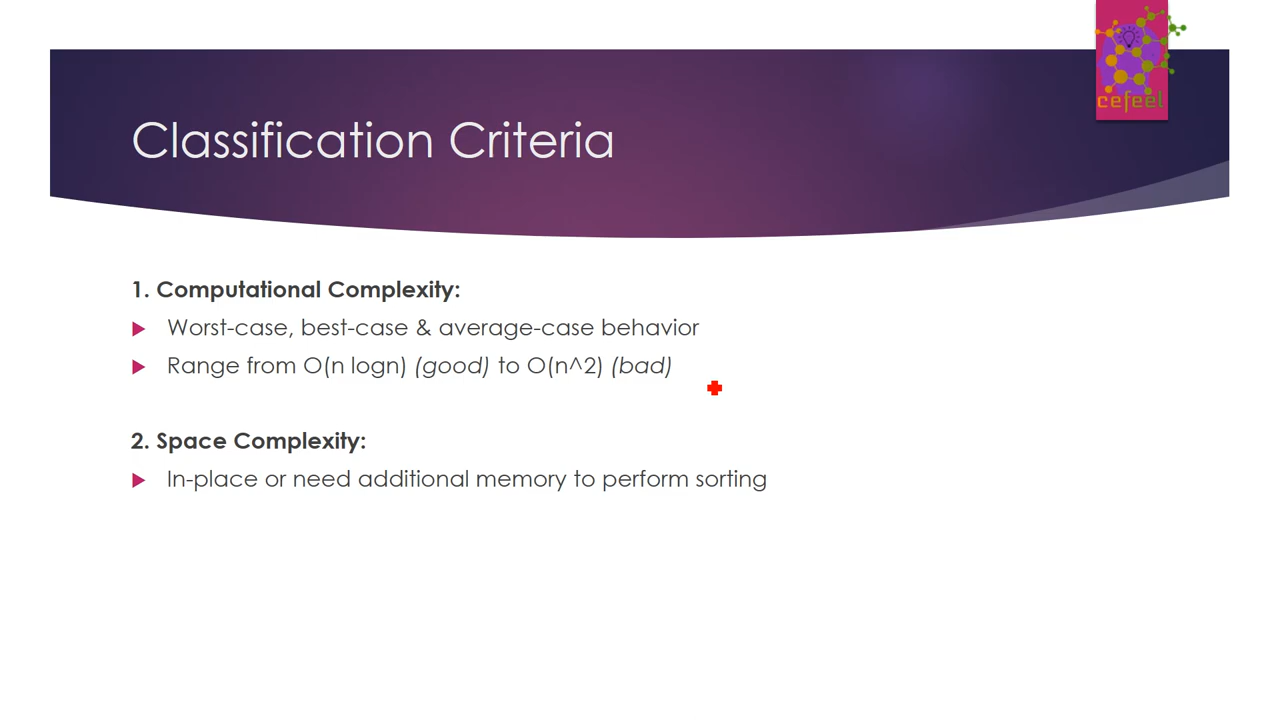 cefeel
Classification Criteria
1. Computational Complexity:
Worst-case, best-case & average-case behavior
Range from O(n logn) (good) to O(n^2) (bad)
2. Space Complexity:
In-place or need additional memory to perform sorting